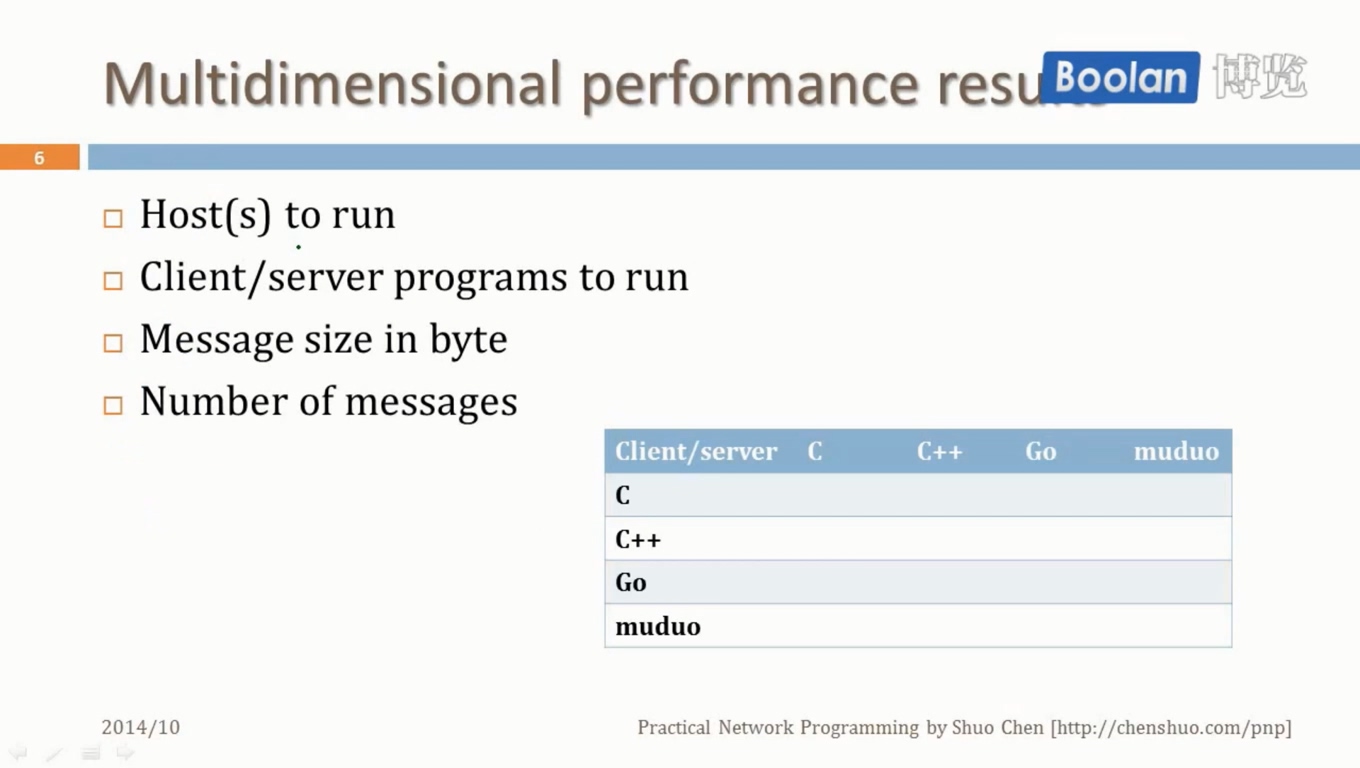 Multidimensional performance results
Boolan 博览
6
Host(s) to run
Client/server programs to run
Message size in byte
Number of messages
Client/server C C++ Go muduo
C
C++
Go
muduo
2014/10
Practical Network Programming by Shuo Chen [http://chenshuo.com/pnp]